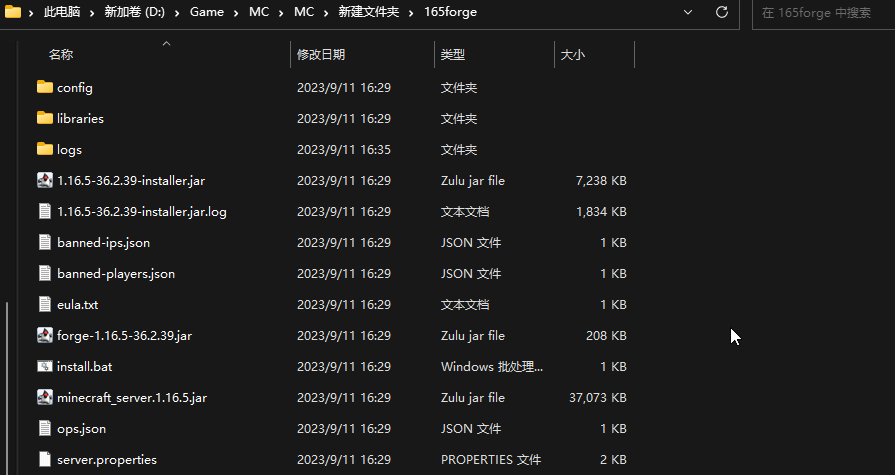 此电脑 新加卷 (D:) Game MC MC 新建文件夹 165forge 在 165forge 中搜索
名称 修改日期 类型 大小
config 2023/9/11 16:29 文件夹
libraries 2023/9/11 16:29 文件夹
logs 2023/9/11 16:35 文件夹
1.16.5-36.2.39-installer.jar 2023/9/11 16:29 Zulu jar file 7,238 KB
1.16.5-36.2.39-installer.jar.log 2023/9/11 16:29 文本文档 1,834 KB
banned-ips.json 2023/9/11 16:29 JSON 文件 1 KB
banned-players.json 2023/9/11 16:29 JSON 文件 1 KB
eula.txt 2023/9/11 16:29 文本文档 1 KB
forge-1.16.5-36.2.39.jar 2023/9/11 16:29 Zulu jar file 208 KB
install.bat 2023/9/11 16:29 Windows 批处理... 1 KB
minecraft_server.1.16.5.jar 2023/9/11 16:29 Zulu jar file 37,073 KB
ops.json 2023/9/11 16:29 JSON 文件 1 KB
server.properties 2023/9/11 16:29 PROPERTIES 文件 2 KB